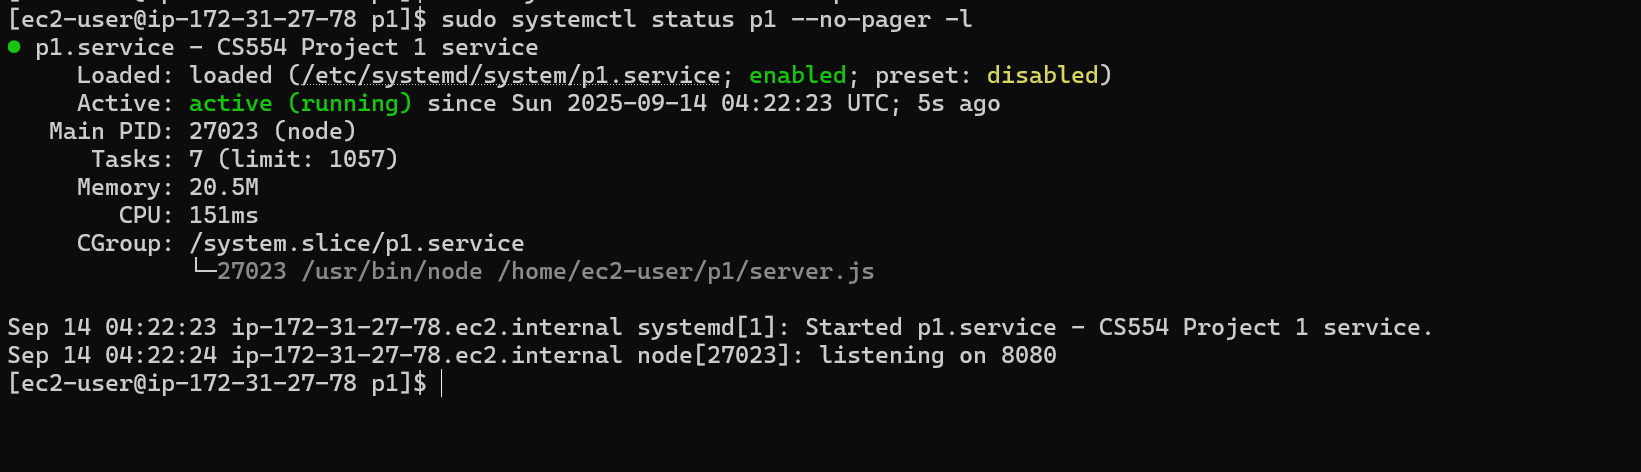 [ec2-user@ip-172-31-27-78 p1]$ sudo systemctl status p1 --no-pager -l
● p1.service - CS554 Project 1 service
Loaded: loaded (/etc/systemd/system/p1.service; enabled; preset: disabled)
Active: active (running) since Sun 2025-09-14 04:22:23 UTC; 5s ago
Main PID: 27023 (node)
Tasks: 7 (limit: 1057)
Memory: 20.5M
CPU: 151ms
CGroup: /system.slice/p1.service
└─27023 /usr/bin/node /home/ec2-user/p1/server.js
Sep 14 04:22:23 ip-172-31-27-78.ec2.internal systemd[1]: Started p1.service - CS554 Project 1 service.
Sep 14 04:22:24 ip-172-31-27-78.ec2.internal node[27023]: listening on 8080
[ec2-user@ip-172-31-27-78 p1]$